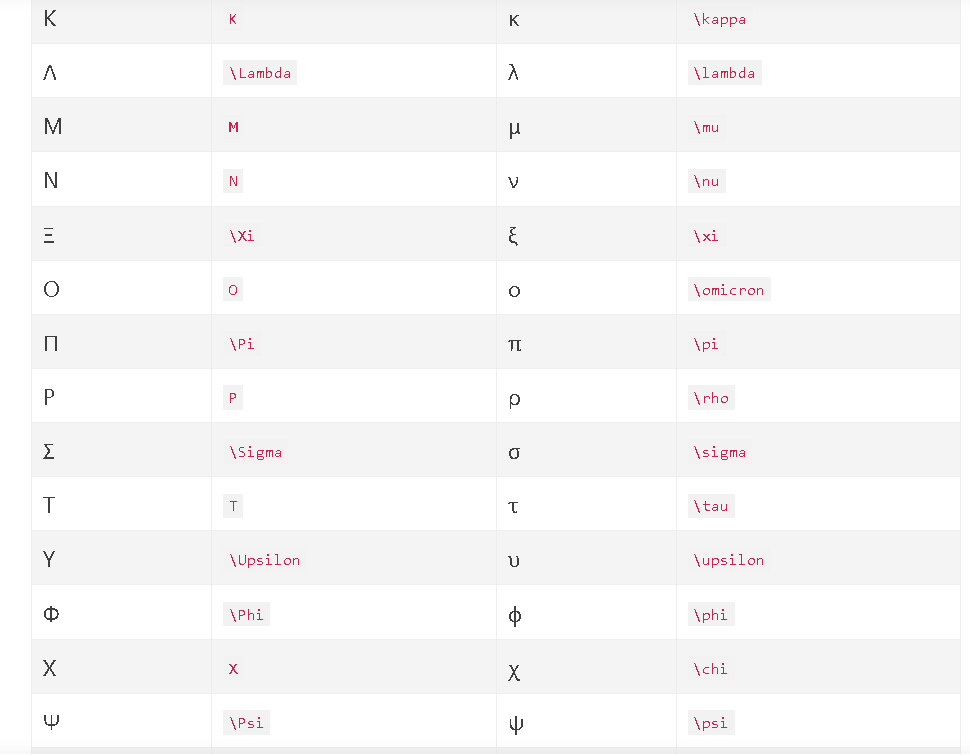 Κ K κ \kappa
Λ \Lambda λ \lambda
Μ M μ \mu
Ν N ν \nu
Ξ \Xi ξ \xi
Ο O ο \omicron
Π \Pi π \pi
Ρ P ρ \rho
Σ \Sigma σ \sigma
Τ T τ \tau
Υ \Upsilon υ \upsilon
Φ \Phi ϕ \phi
Χ X χ \chi
Ψ \Psi ψ \psi